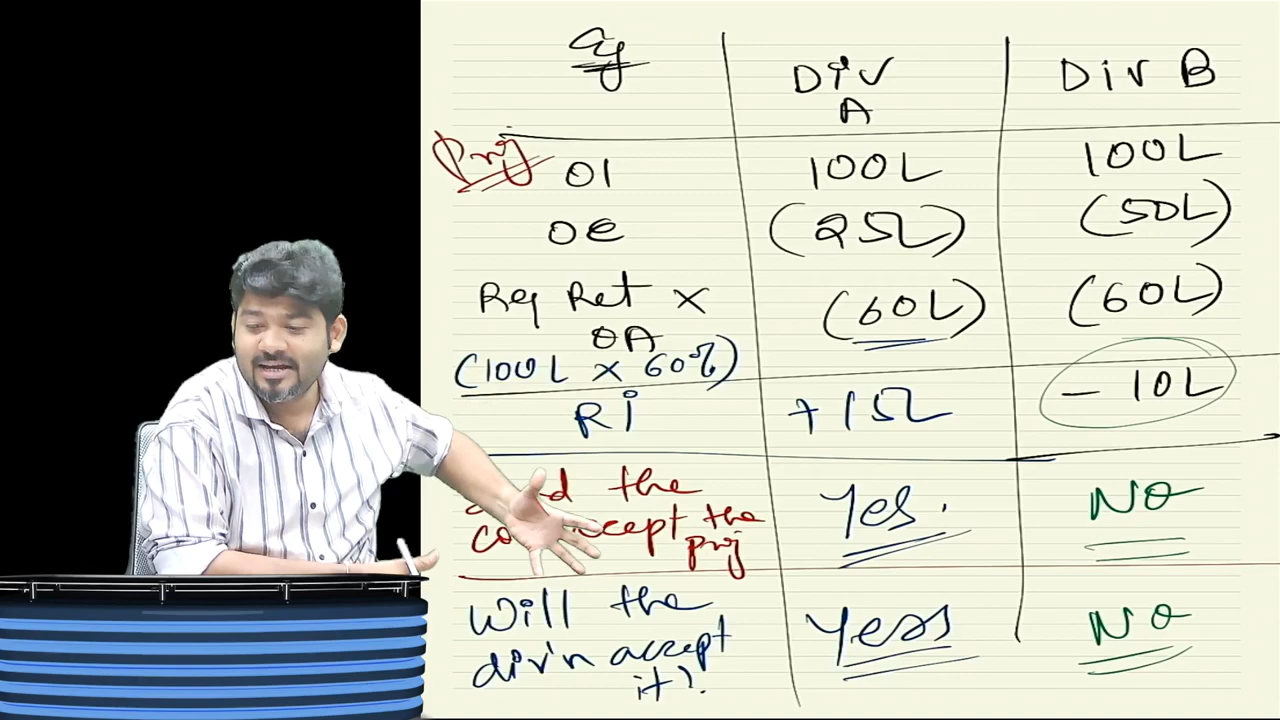 eg
Div A
Div B
Proj
OI 100L 100L
OE (25L) (50L)
Req Ret x OA (60L) (60L)
(100L x 60%)
RI +15L - 10L
the
accept the
proj
Yes. NO
Will the
div'n accept
it?
Yess NO